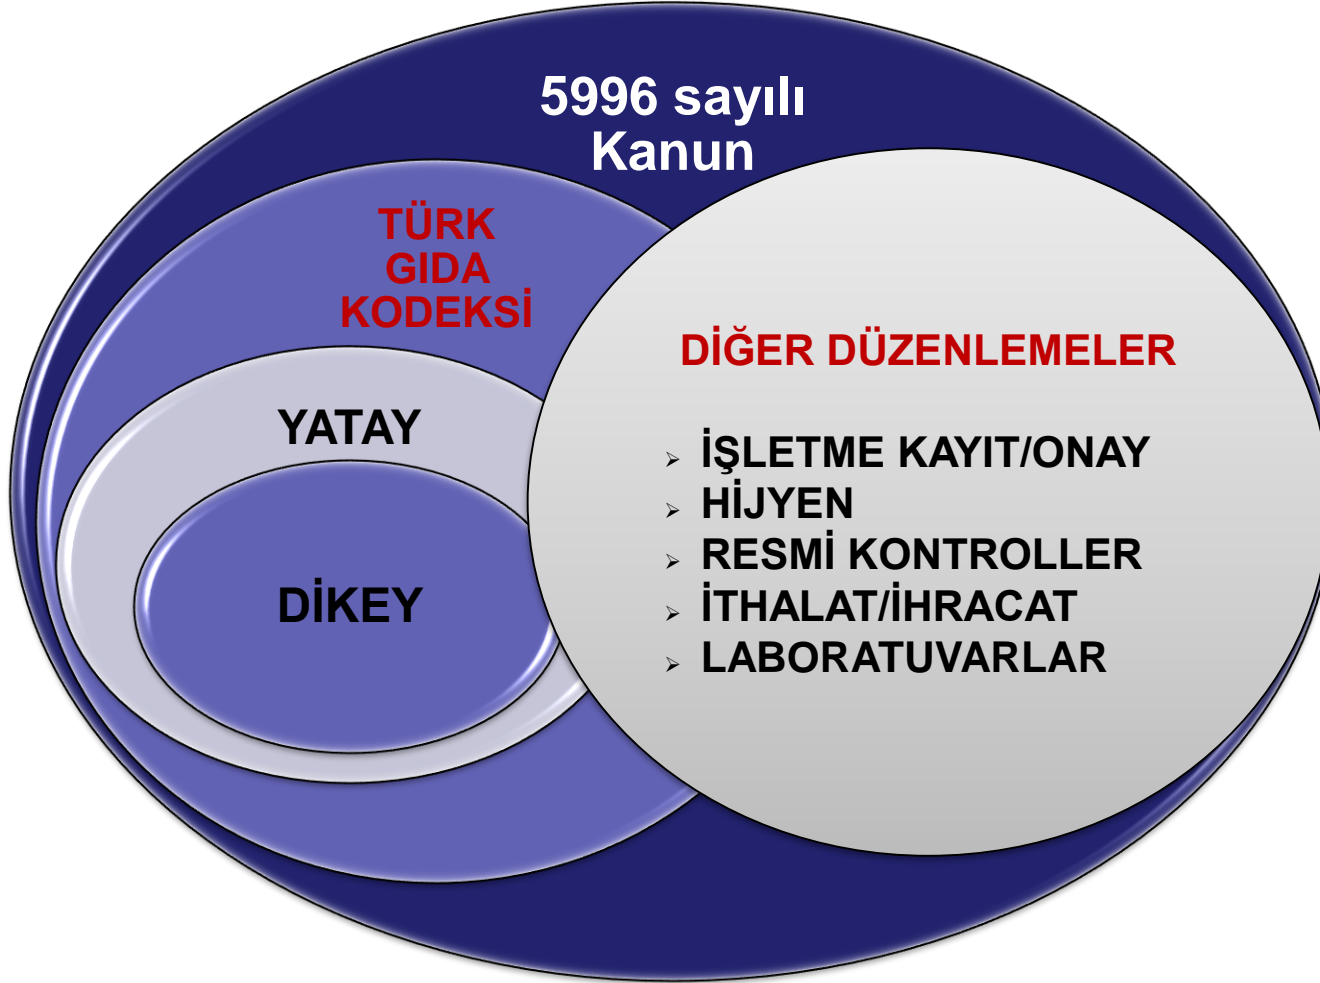 5996 sayılı
Kanun
TÜRK
GIDA
KODEKSİ
YATAY
DİKEY
DİĞER DÜZENLEMELER
İŞLETME KAYIT/ONAY
HİJYEN
RESMİ KONTROLLER
İTHALAT/İHRACAT
LABORATUVARLAR